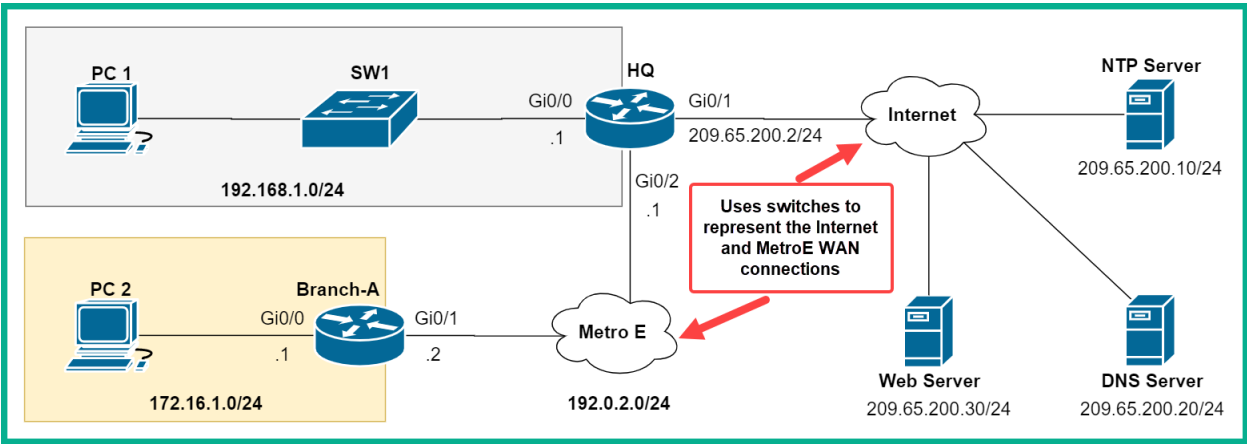 PC 1
SW1
HQ
NTP Server
Gi0/0
Gi0/1
Internet
.1
209.65.200.2/24
209.65.200.10/24
192.168.1.0/24
Gi0/2
.1
Uses switches to
represent the Internet
and MetroE WAN
connections
PC 2
Branch-A
Gi0/0
Gi0/1
.1
.2
Metro E
172.16.1.0/24
192.0.2.0/24
Web Server
209.65.200.30/24
DNS Server
209.65.200.20/24